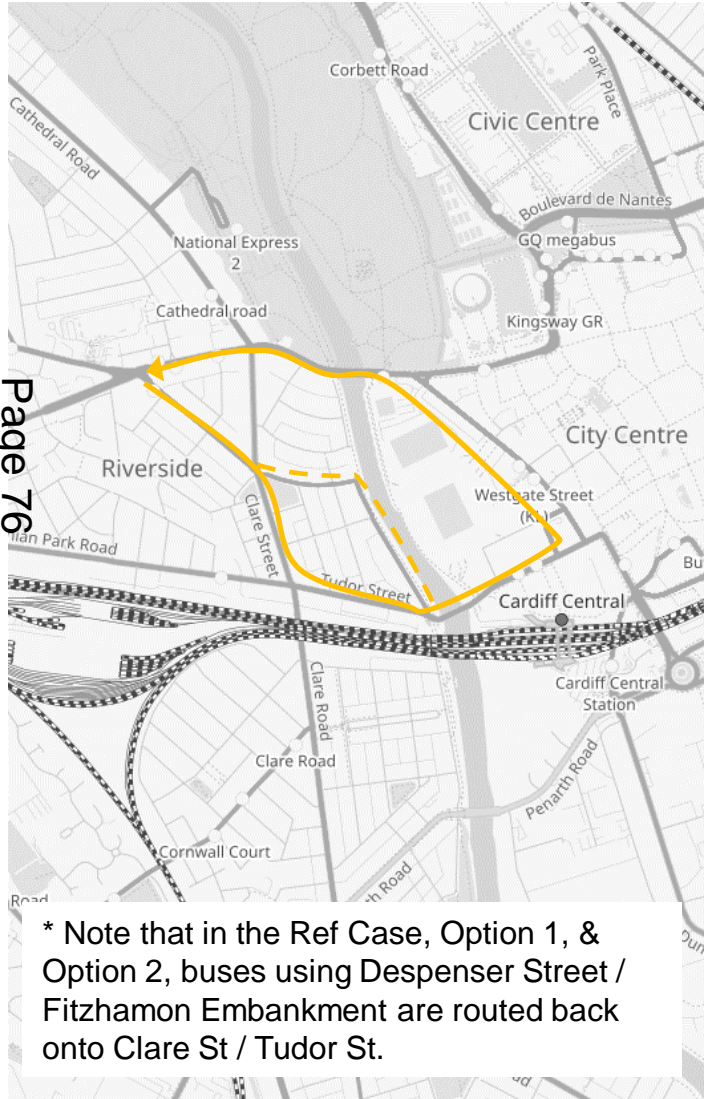 Corbett Road
Park Place
Civic Centre
Cathedral Road
Boulevard de Nantes
National Express
2
GQ megabus
Cathedral road
Kingsway GR
Page 76
City Centre
Riverside
Westgate Street
(KL)
Clare Street
Park Road
Tudor Street
Cardiff Central
Clare Road
Cardiff Central
Station
Clare Road
Penarth Road
Cornwall Court
Road
Road
* Note that in the Ref Case, Option 1, &
Option 2, buses using Despenser Street /
Fitzhamon Embankment are routed back
onto Clare St / Tudor St.